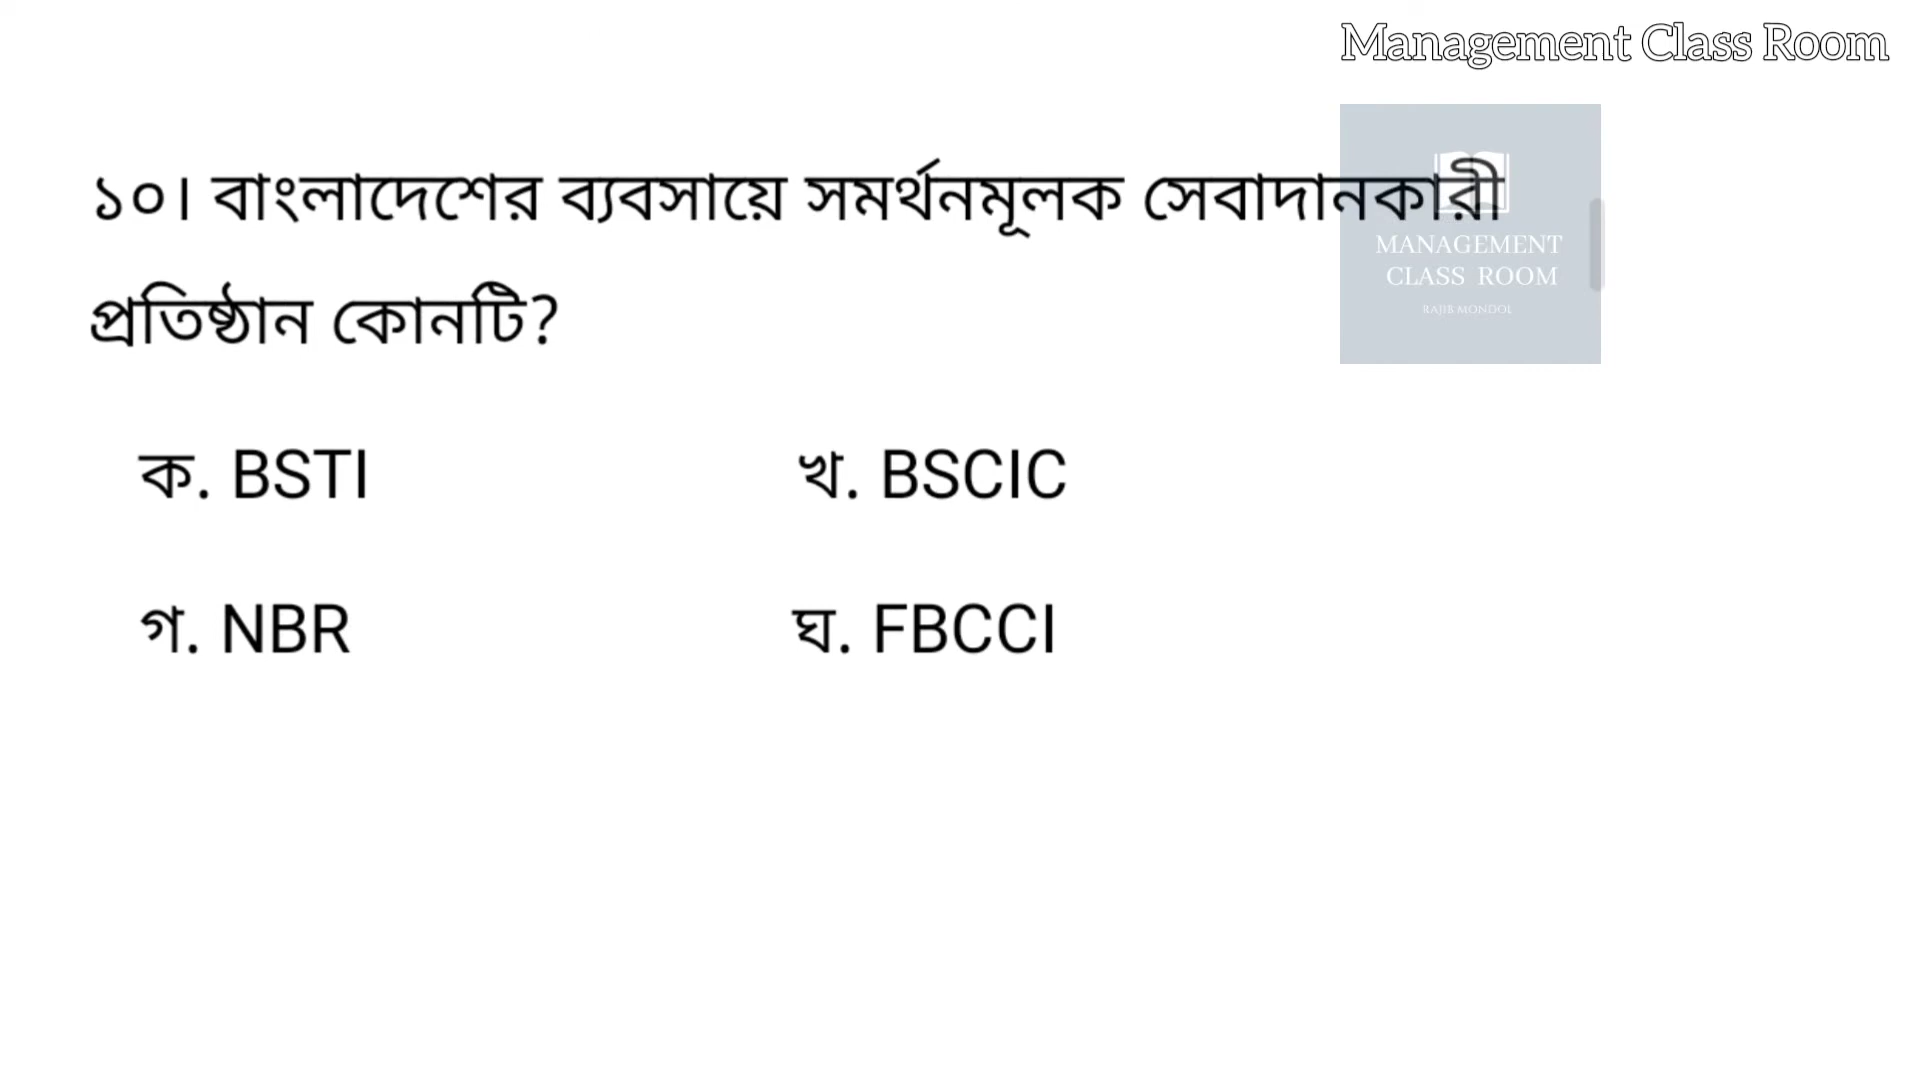 Management Class Room
১০। বাংলাদেশের ব্যবসায়ে সমর্থনমূলক সেবাদানকারী
MANAGEMENT
CLASS ROOM
RAJIB MONDOL
প্রতিষ্ঠান কোনটি?
ক. BSTI
খ. BSCIC
গ. NBR
ঘ. FBCCI